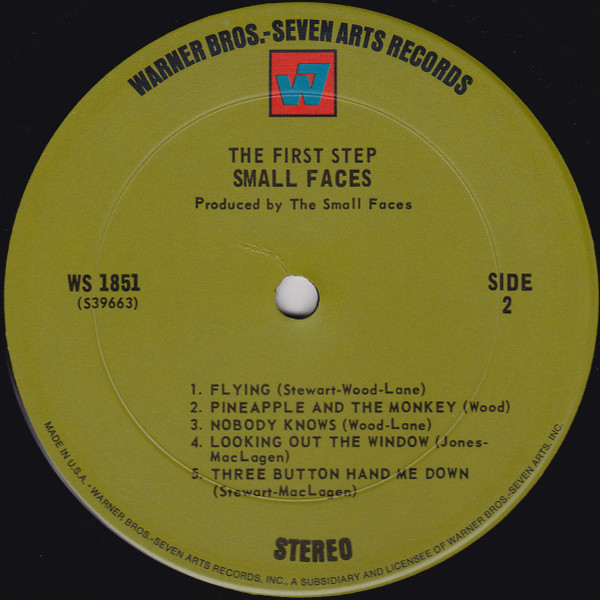 WARNER BROS.-SEVEN ARTS RECORDS
W7
THE FIRST STEP
SMALL FACES
Produced by The Small Faces
WS 1851
(S39663)
SIDE
2
1. FLYING (Stewart-Wood-Lane)
2. PINEAPPLE AND THE MONKEY (Wood)
3. NOBODY KNOWS (Wood-Lane)
4. LOOKING OUT THE WINDOW (Jones-
MacLagen)
5. THREE BUTTON HAND ME DOWN
(Stewart-MacLagen)
STEREO
MADE IN U.S.A. - WARNER BROS.-SEVEN ARTS RECORDS, INC., A SUBSIDIARY AND LICENSEE OF WARNER BROS.-SEVEN ARTS, INC.